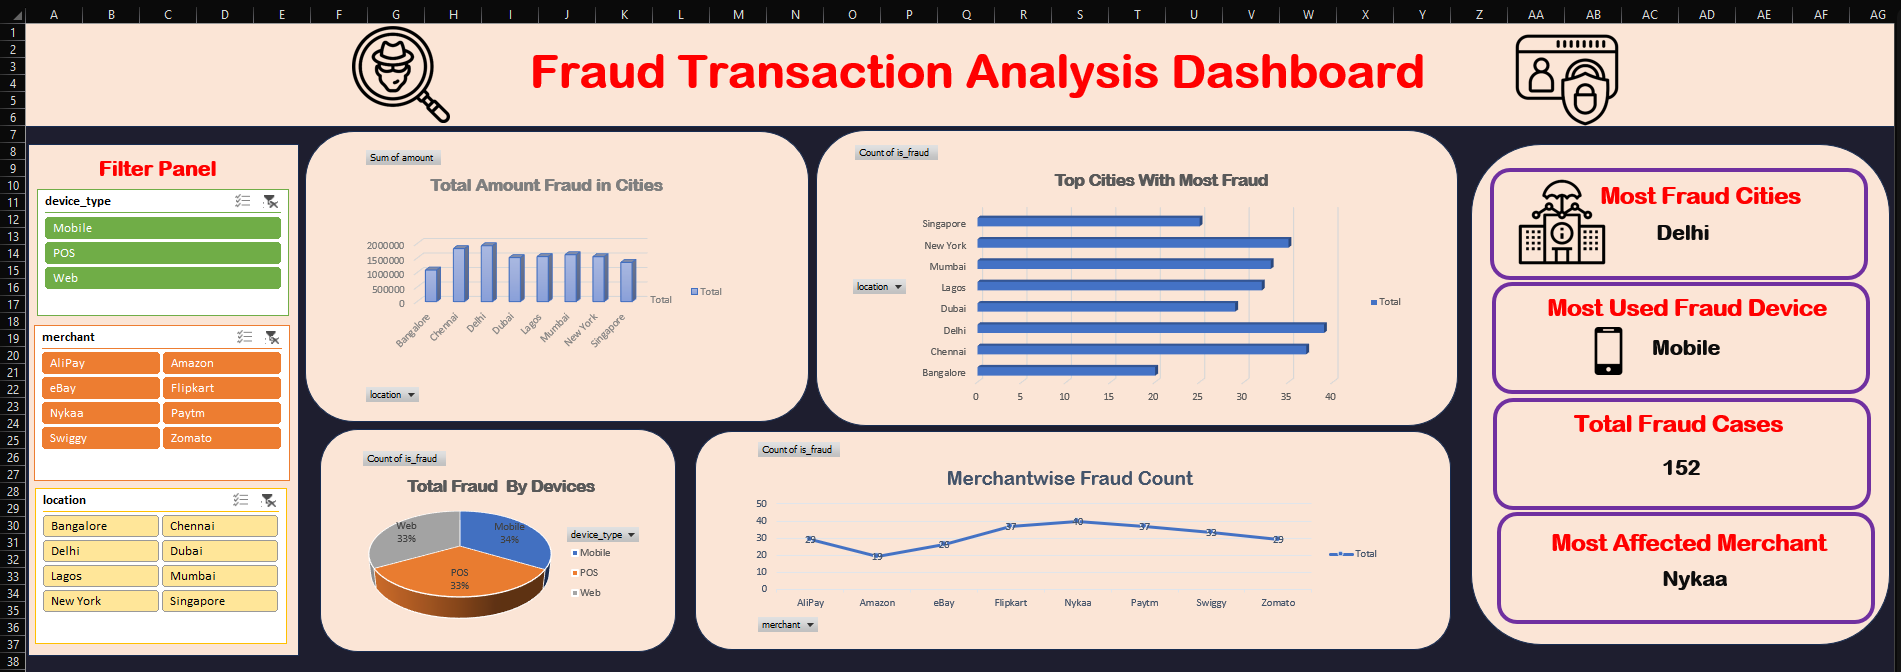 A B C D E F G H I J K L M N O P Q R S T U V W X Y Z AA AB AC AD AE AF AG
1
2
3
4
5
6
7
8
9
10
11
12
13
14
15
16
17
18
19
20
21
22
23
24
25
26
27
28
29
30
31
32
33
34
35
36
37
38
Fraud Transaction Analysis Dashboard
Filter Panel
device_type
Mobile
POS
Web
merchant
AliPay Amazon
eBay Flipkart
Nykaa Paytm
Swiggy Zomato
location
Bangalore Chennai
Delhi Dubai
Lagos Mumbai
New York Singapore
Sum of amount
Total Amount Fraud in Cities
2000000
1500000
1000000
500000
0
Total
Total
Bangalore Chennai Delhi Dubai Lagos Mumbai New York Singapore
location
Count of is_fraud
Top Cities With Most Fraud
Singapore
New York
Mumbai
Lagos
Dubai
Delhi
Chennai
Bangalore
0 5 10 15 20 25 30 35 40
location
Total
Count of is_fraud
Total Fraud By Devices
Web
33%
Mobile
34%
POS
33%
device_type
Mobile
POS
Web
Count of is_fraud
Merchantwise Fraud Count
50
40
30
20
10
0
29 19 26 37 40 37 33 29
AliPay Amazon eBay Flipkart Nykaa Paytm Swiggy Zomato
Total
merchant
Most Fraud Cities
Delhi
Most Used Fraud Device
Mobile
Total Fraud Cases
152
Most Affected Merchant
Nykaa